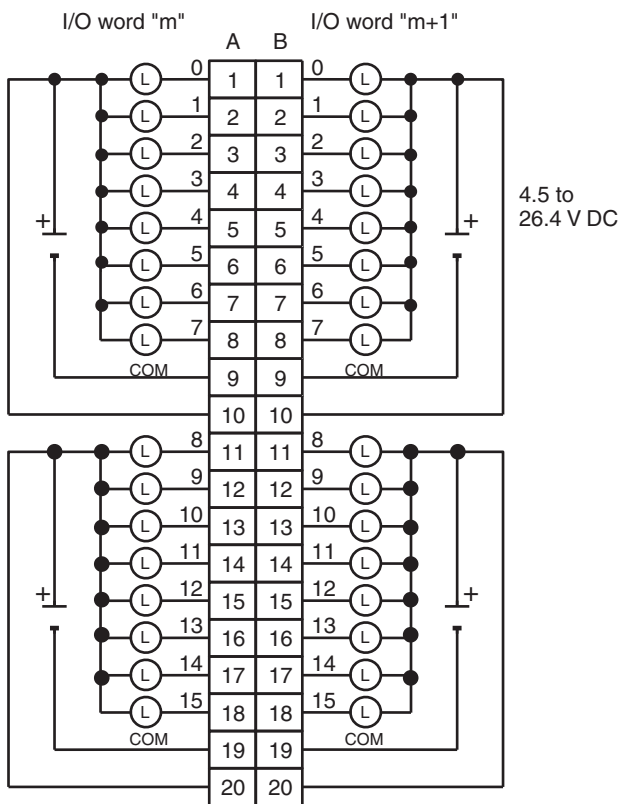 I/O word "m" I/O word "m+1"
A B
0 1 1 0
L L
1 2 2 1
L L
2 3 3 2
L L
3 4 4 3
L L
4.5 to
26.4 V DC
4 5 5 4
+ L L +
5 6 6 5
L L
6 7 7 6
L L
7 8 8 7
L L
COM 9 9 COM
10 10
8 11 11 8
L L
9 12 12 9
L L
10 13 13 10
L L
11 14 14 11
L L
12 15 15 12
+ L L +
13 16 16 13
L L
14 17 17 14
L L
15 18 18 15
L L
COM 19 19 COM
20 20